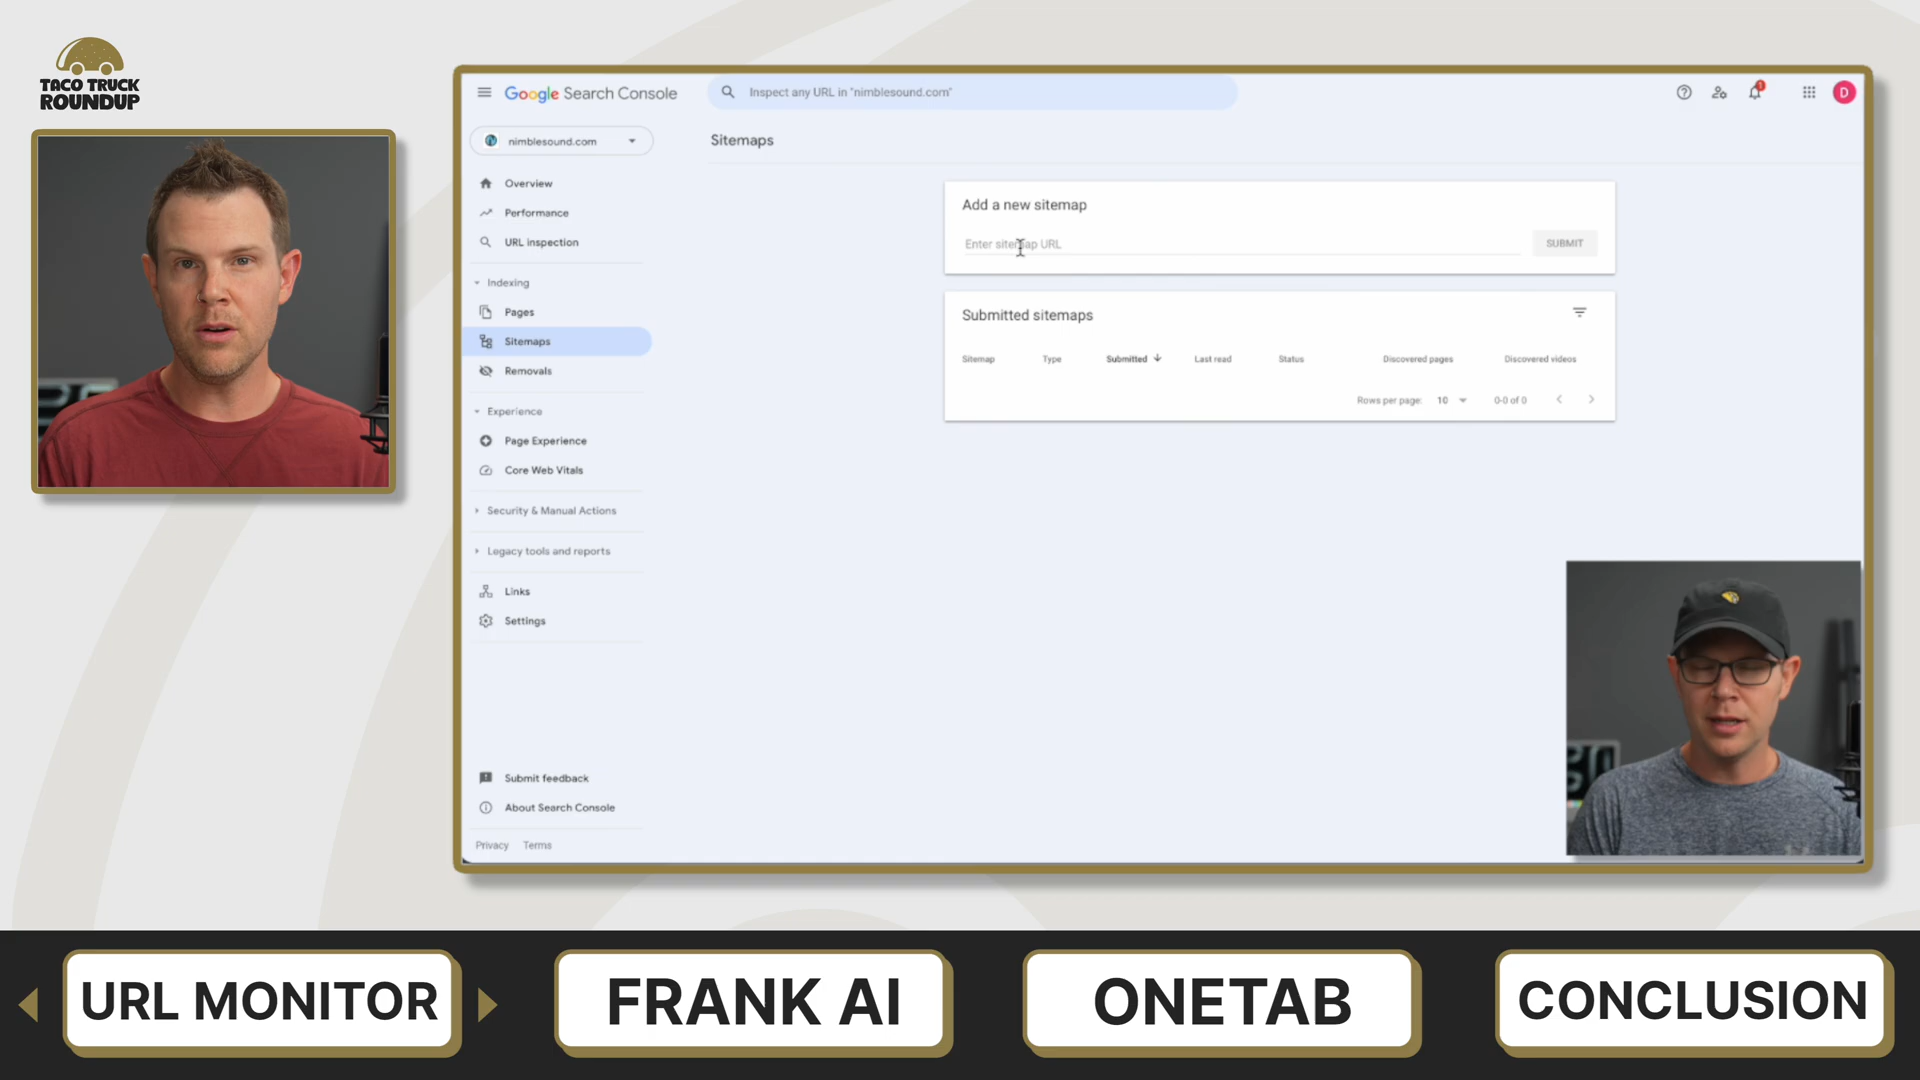 TACO TRUCK
ROUNDUP
Google Search Console
Inspect any URL in "nimblesound.com"
1
D
nimblesound.com
Sitemaps
Overview
Performance
URL inspection
Indexing
Pages
Sitemaps
Removals
Experience
Page Experience
Core Web Vitals
Security & Manual Actions
Legacy tools and reports
Links
Settings
Submit feedback
About Search Console
Privacy Terms
Add a new sitemap
Enter sitemap URL
SUBMIT
Submitted sitemaps
Sitemap Type Submitted Last read Status Discovered pages Discovered videos
Rows per page: 10 0-0 of 0
URL MONITOR
FRANK AI
ONETAB
CONCLUSION